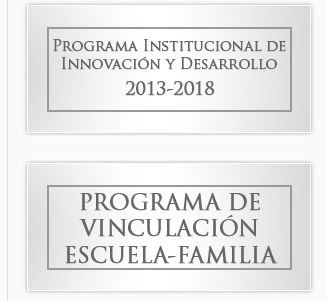 PROGRAMA INSTITUCIONAL DE
INNOVACIÓN Y DESARROLLO
2013-2018
PROGRAMA DE
VINCULACIÓN
ESCUELA-FAMILIA